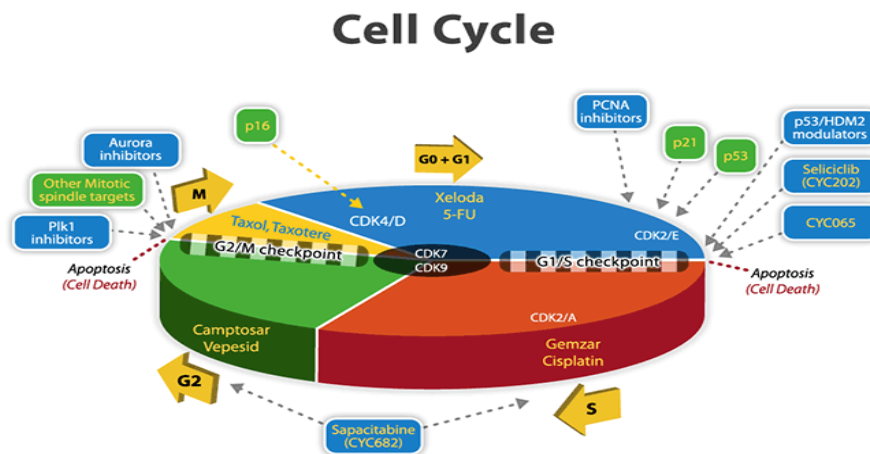 Cell Cycle
PCNA
inhibitors
p53/HDM2
modulators
p16
G0 + G1
p21
p53
Aurora
inhibitors
Other Mitotic
spindle targets
Plk1
inhibitors
M
Xeloda
5-FU
Seliciclib
(CYC202)
CYC065
Taxol, Taxotere
CDK4/D
CDK2/E
G2/M checkpoint
CDK7
CDK9
G1/S checkpoint
Apoptosis
(Cell Death)
Apoptosis
(Cell Death)
CDK2/A
Camptosar
Vepesid
Gemzar
Cisplatin
G2
S
Sapacitabine
(CYC682)